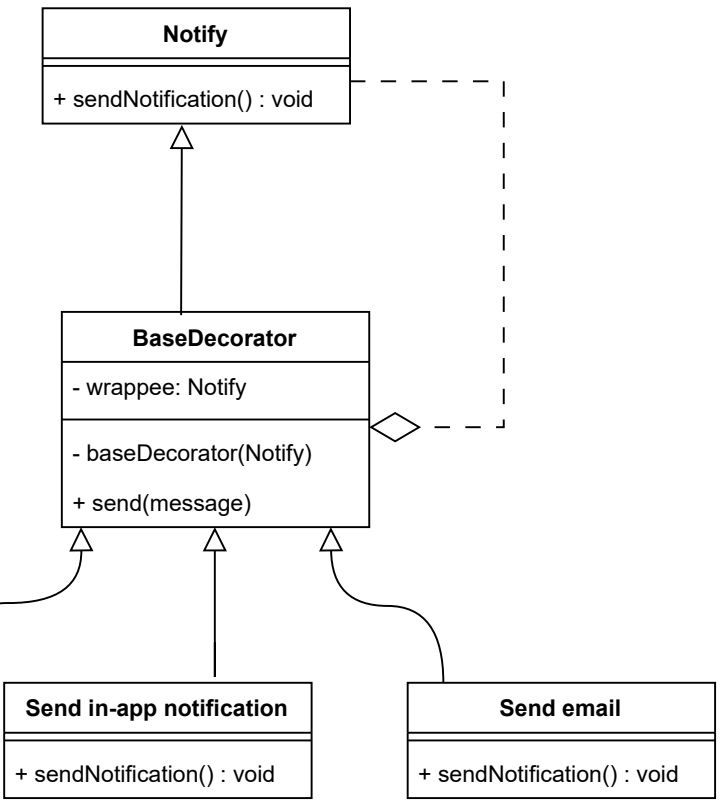 Notify
+ sendNotification() : void
BaseDecorator
- wrappee: Notify
- baseDecorator(Notify)
+ send(message)
Send in-app notification
+ sendNotification() : void
Send email
+ sendNotification() : void